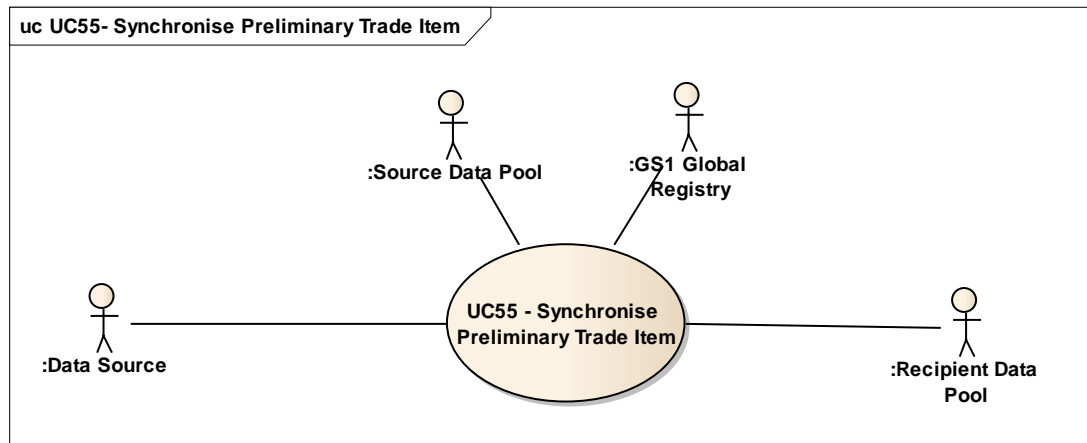 uc UC55- Synchronise Preliminary Trade Item
:Source Data Pool
:GS1 Global
Registry
UC55 - Synchronise
Preliminary Trade Item
:Data Source
:Recipient Data
Pool